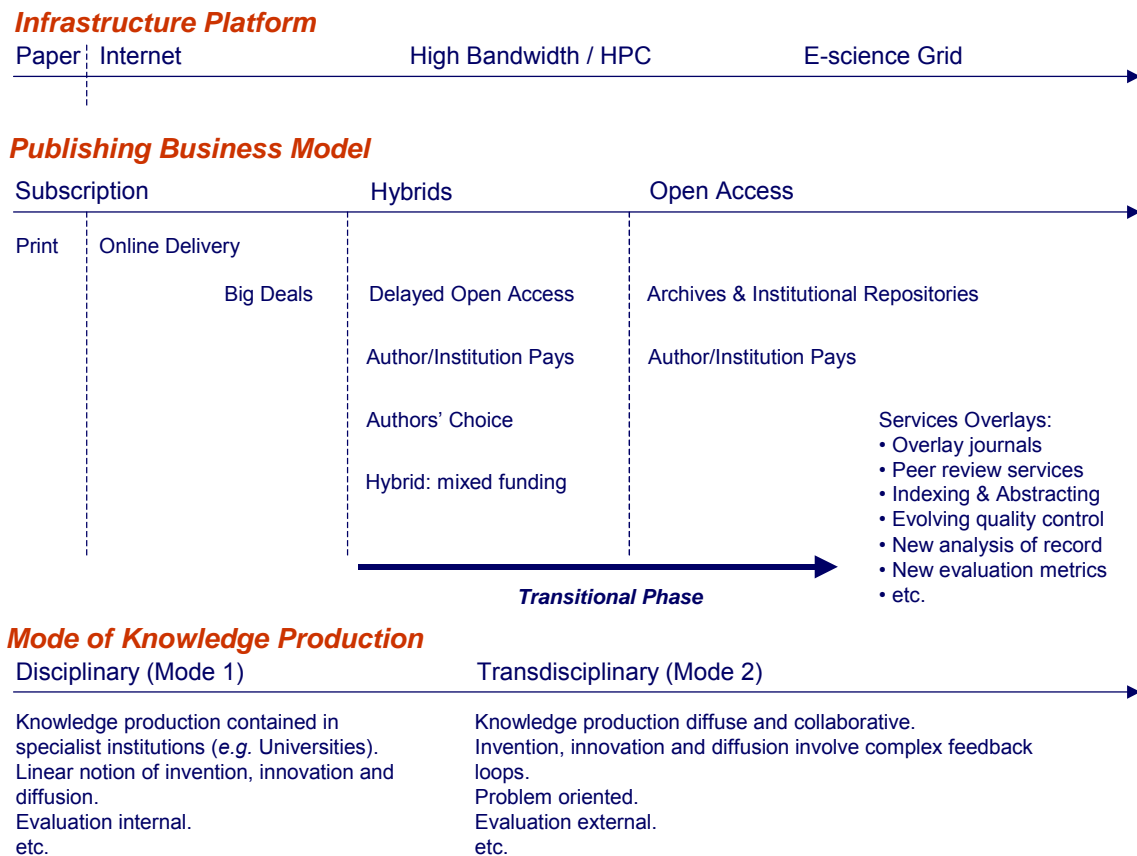 Infrastructure Platform
Paper Internet High Bandwidth / HPC E-science Grid
Publishing Business Model
Subscription Hybrids Open Access
Print Online Delivery
Big Deals Delayed Open Access Archives & Institutional Repositories
Author/Institution Pays Author/Institution Pays
Authors’ Choice
Hybrid: mixed funding
Services Overlays:
• Overlay journals
• Peer review services
• Indexing & Abstracting
• Evolving quality control
• New analysis of record
• New evaluation metrics
• etc.
Transitional Phase
Mode of Knowledge Production
Disciplinary (Mode 1) Transdisciplinary (Mode 2)
Knowledge production contained in
specialist institutions (e.g. Universities).
Linear notion of invention, innovation and
diffusion.
Evaluation internal.
etc.
Knowledge production diffuse and collaborative.
Invention, innovation and diffusion involve complex feedback
loops.
Problem oriented.
Evaluation external.
etc.